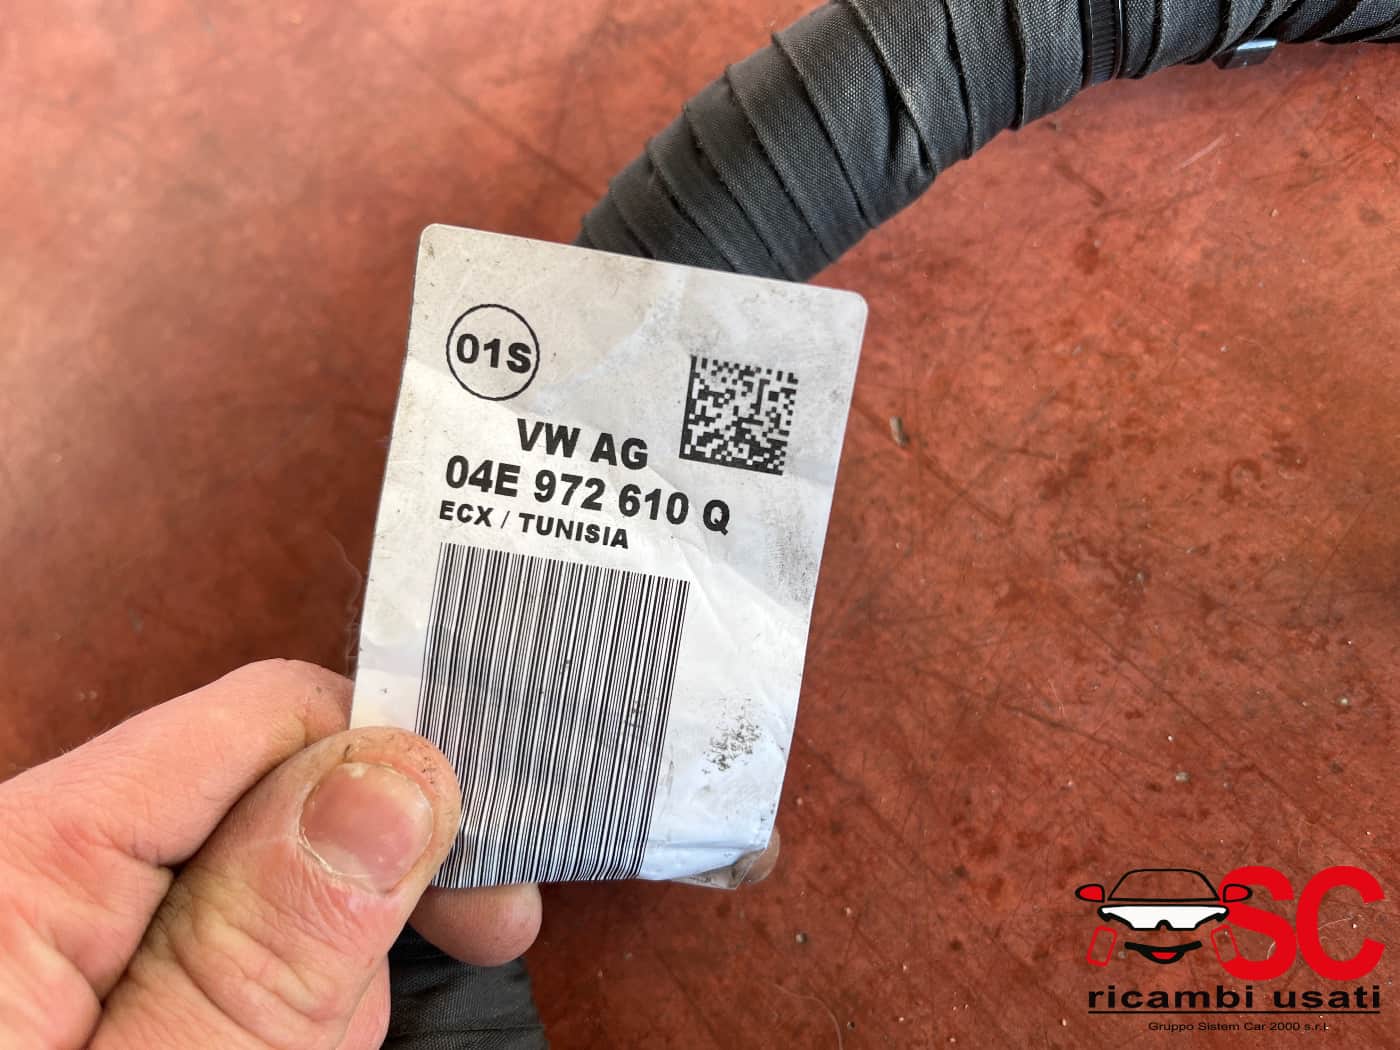 01S
VW AG
04E 972 610 Q
ECX / TUNISIA
SC
ricambi usati
Gruppo Sistem Car 2000 s.r.l.